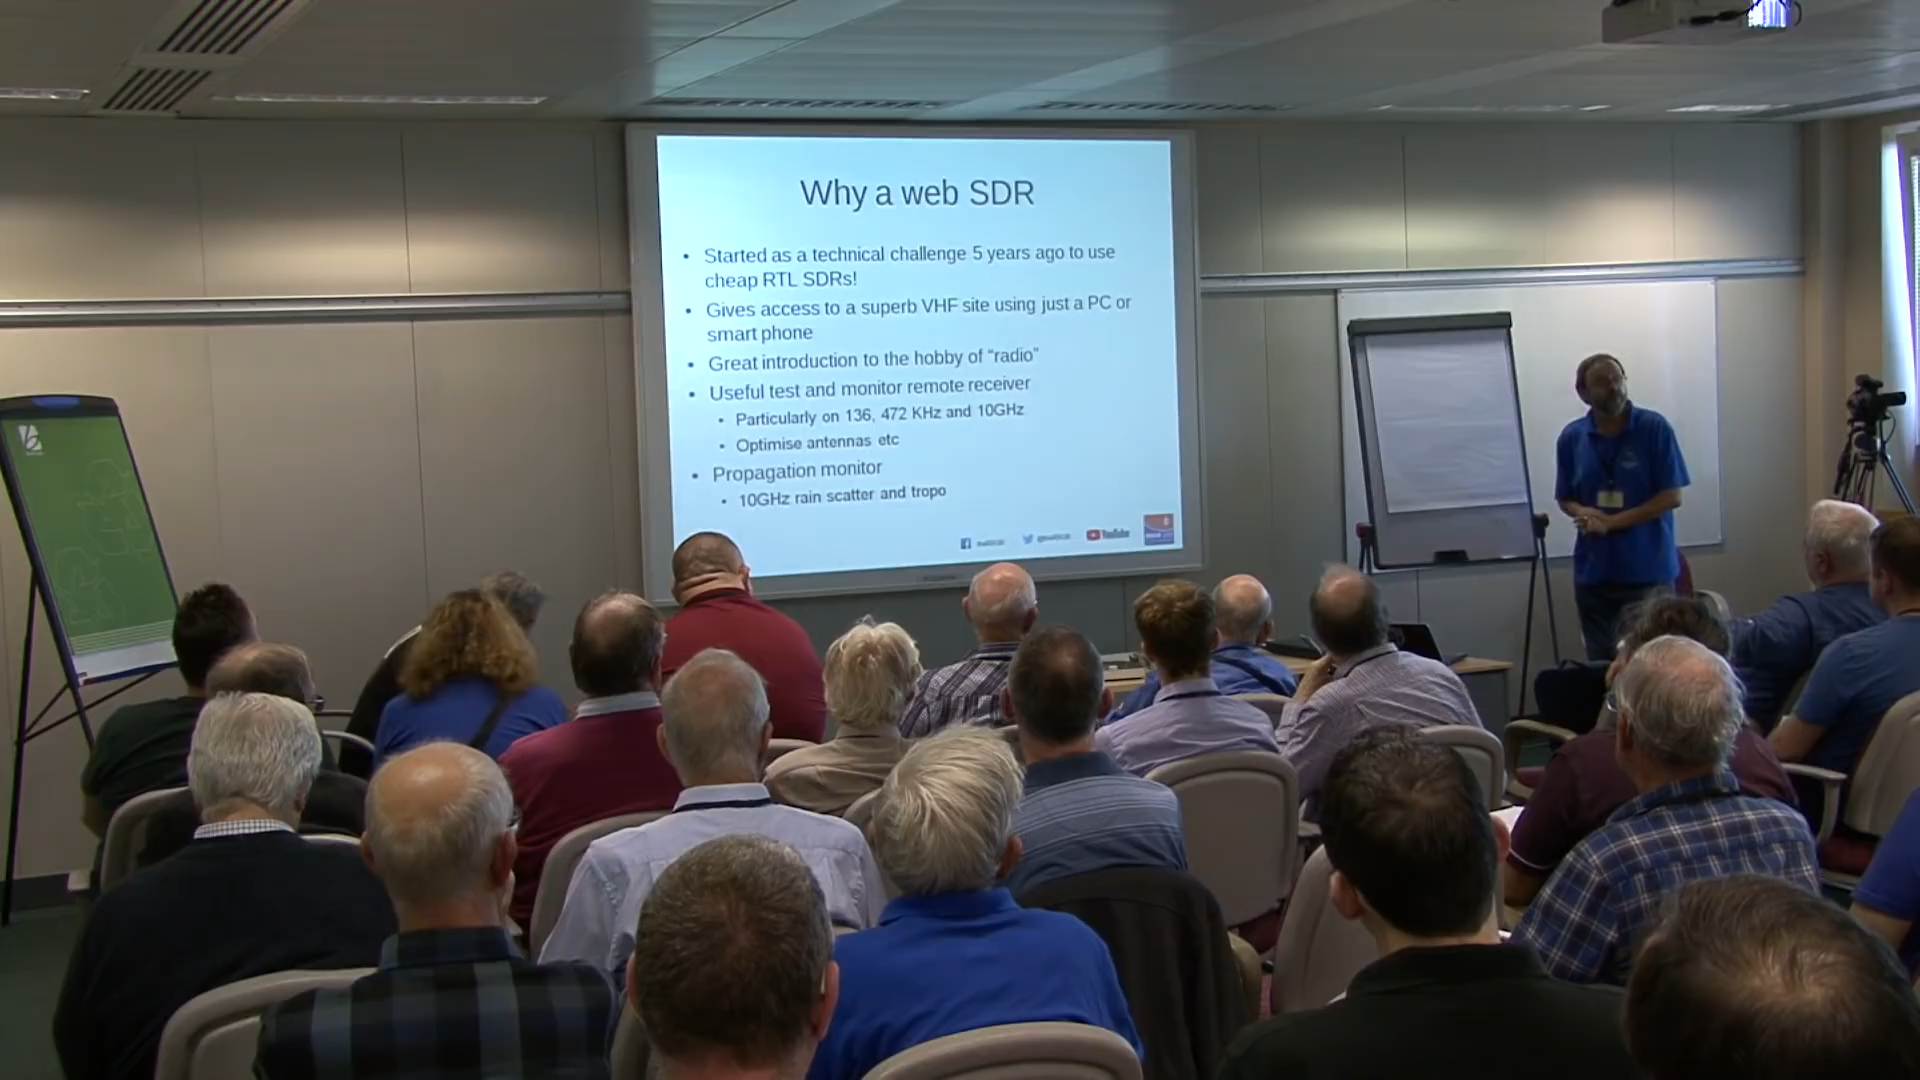 Why a web SDR
• Started as a technical challenge 5 years ago to use
cheap RTL SDRs!
• Gives access to a superb VHF site using just a PC or
smart phone
• Great introduction to the hobby of “radio”
• Useful test and monitor remote receiver
• Particularly on 136, 472 KHz and 10GHz
• Optimise antennas etc
• Propagation monitor
• 10GHz rain scatter and tropo
YouTube